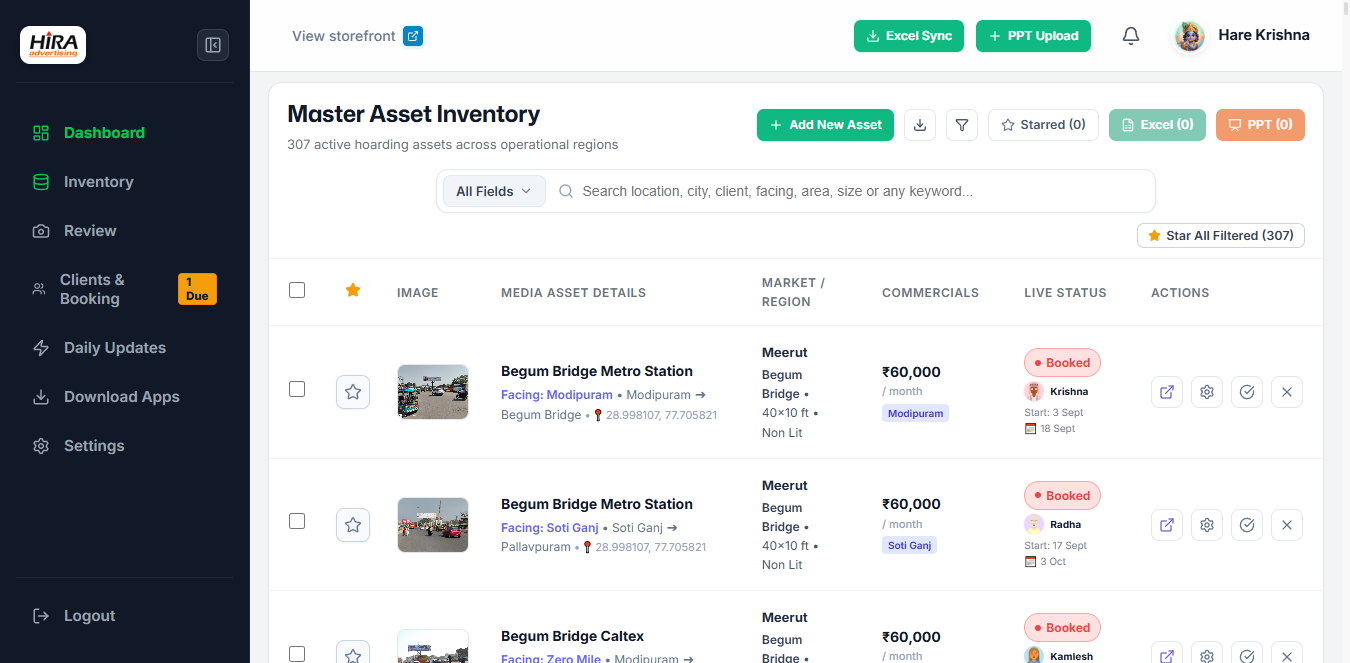 HiRA
advertising
View storefront
Excel Sync
PPT Upload
Hare Krishna
Dashboard
Inventory
Review
Clients &
Booking
1
Due
Daily Updates
Download Apps
Settings
Logout
Master Asset Inventory
307 active hoarding assets across operational regions
Add New Asset
Starred (0)
Excel (0)
PPT (0)
All Fields
Search location, city, client, facing, area, size or any keyword...
Star All Filtered (307)
IMAGE
MEDIA ASSET DETAILS
MARKET /
REGION
COMMERCIALS
LIVE STATUS
ACTIONS
Begum Bridge Metro Station
Facing: Modipuram • Modipuram →
Begum Bridge • 28.998107, 77.705821
Meerut
Begum
Bridge •
40×10 ft •
Non Lit
₹60,000
/ month
Modipuram
Booked
Krishna
Start: 3 Sept
18 Sept
Begum Bridge Metro Station
Facing: Soti Ganj • Soti Ganj →
Pallavpuram • 28.998107, 77.705821
Meerut
Begum
Bridge •
40×10 ft •
Non Lit
₹60,000
/ month
Soti Ganj
Booked
Radha
Start: 17 Sept
3 Oct
Begum Bridge Caltex
Facing: Zero Mile • Modipuram →
Meerut
Begum
Bridge •
₹60,000
/ month
Booked
Kamlesh